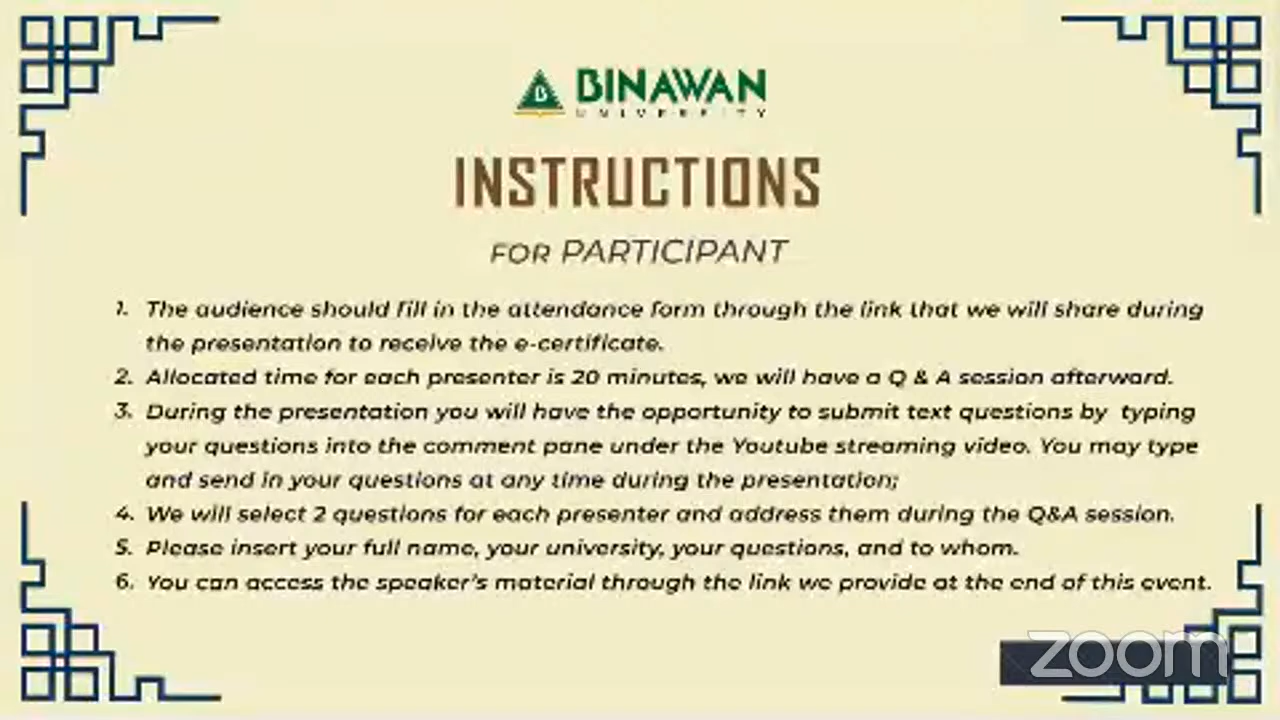 BINAWAN
UNIVERSITY
INSTRUCTIONS
FOR PARTICIPANT
1. The audience should fill in the attendance form through the link that we will share during
the presentation to receive the e-certificate.
2. Allocated time for each presenter is 20 minutes, we will have a Q & A session afterward.
3. During the presentation you will have the opportunity to submit text questions by typing
your questions into the comment pane under the Youtube streaming video. You may type
and send in your questions at any time during the presentation;
4. We will select 2 questions for each presenter and address them during the Q&A session.
5. Please insert your full name, your university, your questions, and to whom.
6. You can access the speaker's material through the link we provide at the end of this event.
zoom